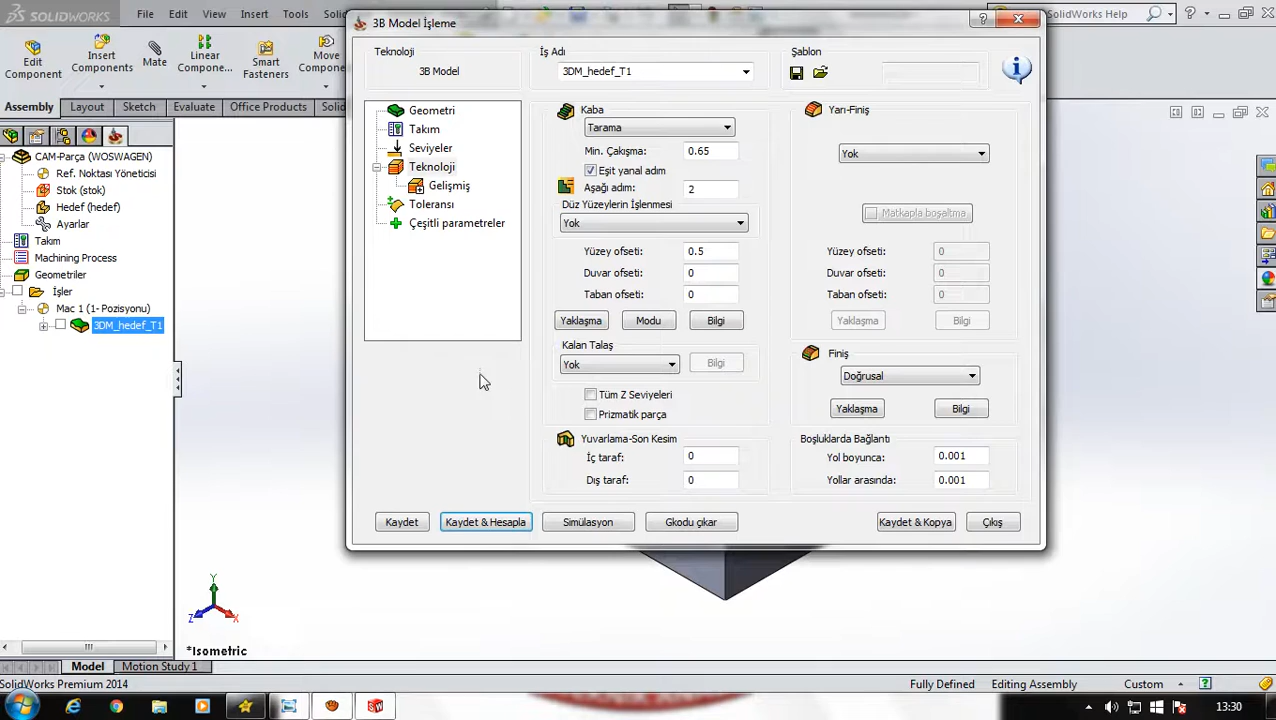 SOLIDWORKS
File
Edit
View
Insert
Tools
SolidWorks Help
Edit
Component
Insert
Components
Mate
Linear
Compone...
Smart
Fasteners
Move
Compone...
Assembly
Layout
Sketch
Evaluate
Office Products
Solid
CAM-Parça (WOSWAGEN)
Ref. Noktası Yöneticisi
Stok (stok)
Hedef (hedef)
Ayarlar
Takım
Machining Process
Geometriler
İşler
Mac 1 (1- Pozisyonu)
3DM_hedef_T1
3B Model İşleme
Teknoloji
3B Model
İş Adı
3DM_hedef_T1
Şablon
Geometri
Takım
Seviyeler
Teknoloji
Gelişmiş
Toleransı
Çeşitli parametreler
Kaba
Tarama
Min. Çakışma:
0.65
Eşit yanal adım
Aşağı adım:
2
Düz Yüzeylerin İşlenmesi
Yok
Yüzey ofseti:
0.5
Duvar ofseti:
0
Taban ofseti:
0
Yaklaşma
Modu
Bilgi
Kalan Talaş
Yok
Bilgi
Tüm Z Seviyeleri
Prizmatik parça
Yuvarlama-Son Kesim
İç taraf:
0
Dış taraf:
0
Yarı-Finiş
Yok
Matkapla boşaltma
Yüzey ofseti:
0
Duvar ofseti:
0
Taban ofseti:
0
Yaklaşma
Bilgi
Finiş
Doğrusal
Yaklaşma
Bilgi
Boşluklarda Bağlantı
Yol boyunca:
0.001
Yollar arasında:
0.001
Kaydet
Kaydet & Hesapla
Simülasyon
Gkodu çıkar
Kaydet & Kopya
Çıkış
Y
Z
X
*Isometric
Model
Motion Study 1
SolidWorks Premium 2014
Fully Defined
Editing Assembly
Custom
13:30